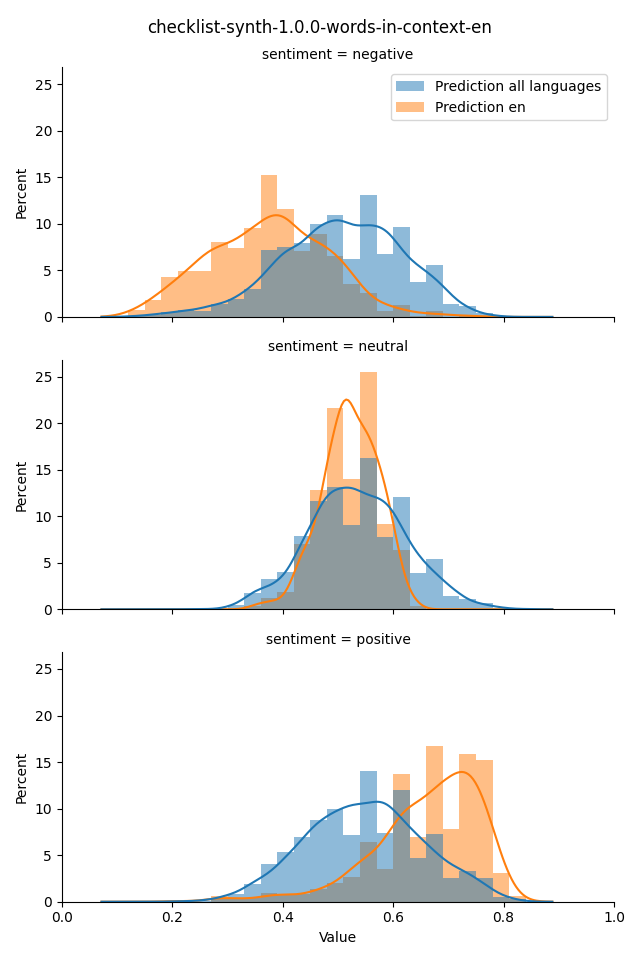 checklist-synth-1.0.0-words-in-context-en
sentiment = negative
Prediction all languages
Prediction en
25
20
15
10
5
0
Percent
sentiment = neutral
25
20
15
10
5
0
Percent
sentiment = positive
25
20
15
10
5
0
Percent
0.0 0.2 0.4 0.6 0.8 1.0
Value